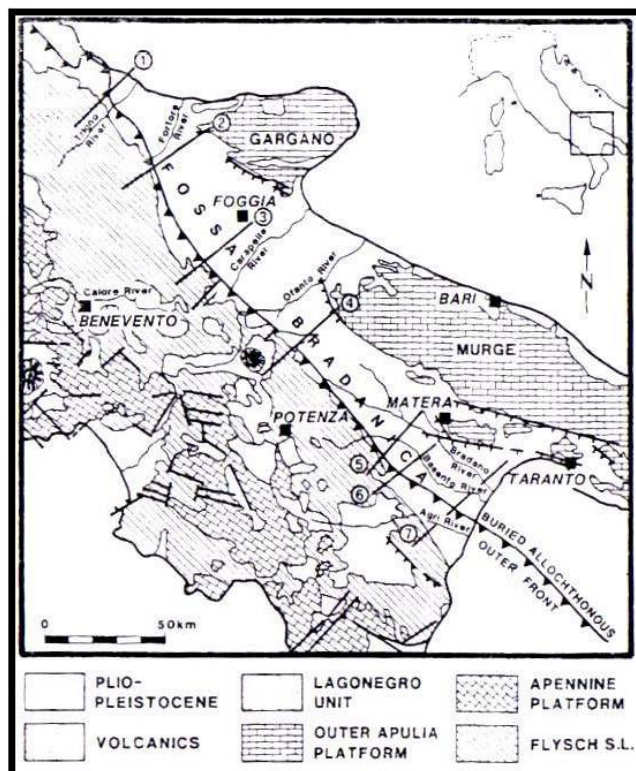 1
2
GARGANO
Trigno River
Fortore River
FOSSA
FOGGIA
3
Carapelle River
Calore River
BENEVENTO
Ofanto River
4
BARI
MURGE
BRADANICA
N
POTENZA
MATERA
5
6
Bradano River
Basento River
TARANTO
7
Agri River
BURIED ALLOCHTHONOUS
OUTER FRONT
0 50km
PLIO-
PLEISTOCENE
LAGONEGRO
UNIT
APENNINE
PLATFORM
VOLCANICS
OUTER APULIA
PLATFORM
FLYSCH S.L.